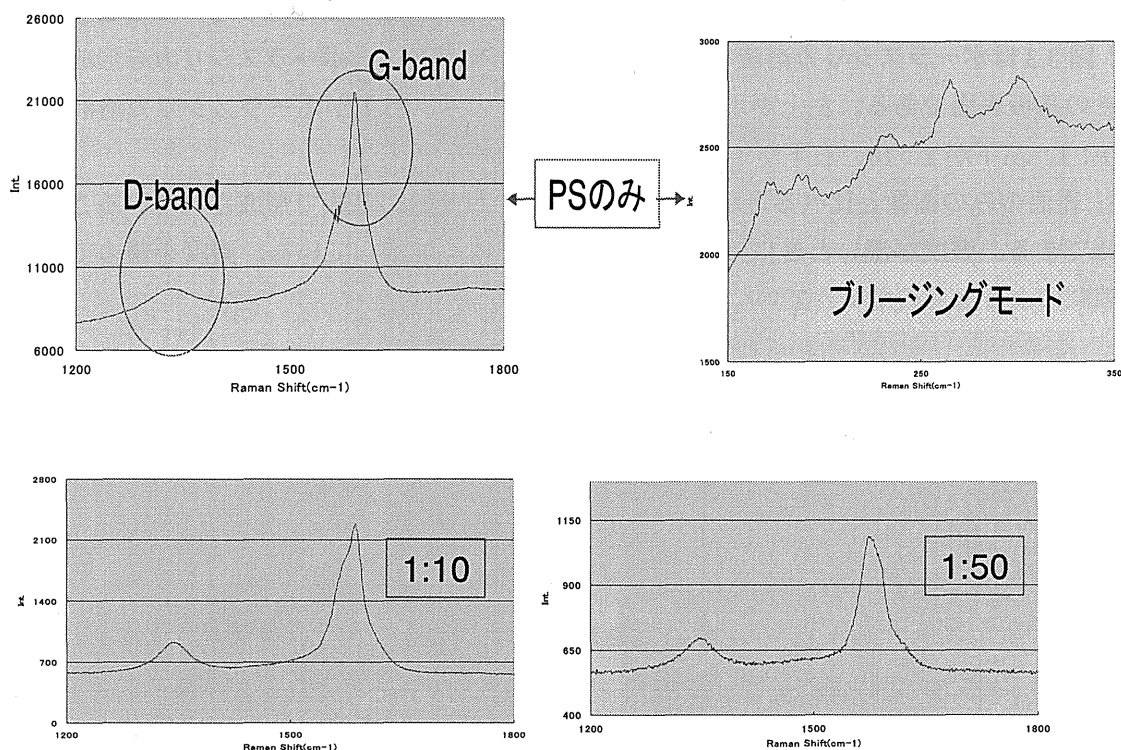 26000
21000
16000
11000
6000
Int.
G-band
D-band
1200
1500
1800
Raman Shift(cm-1)
PSのみ
3000
2500
2000
1500
Int.
ブリージングモード
150
250
350
Raman Shift(cm-1)
2800
2100
1400
700
0
Int.
1:10
1200
1500
1800
Raman Shift(cm-1)
1150
900
650
400
Int.
1:50
1200
1500
1800
Raman Shift(cm-1)